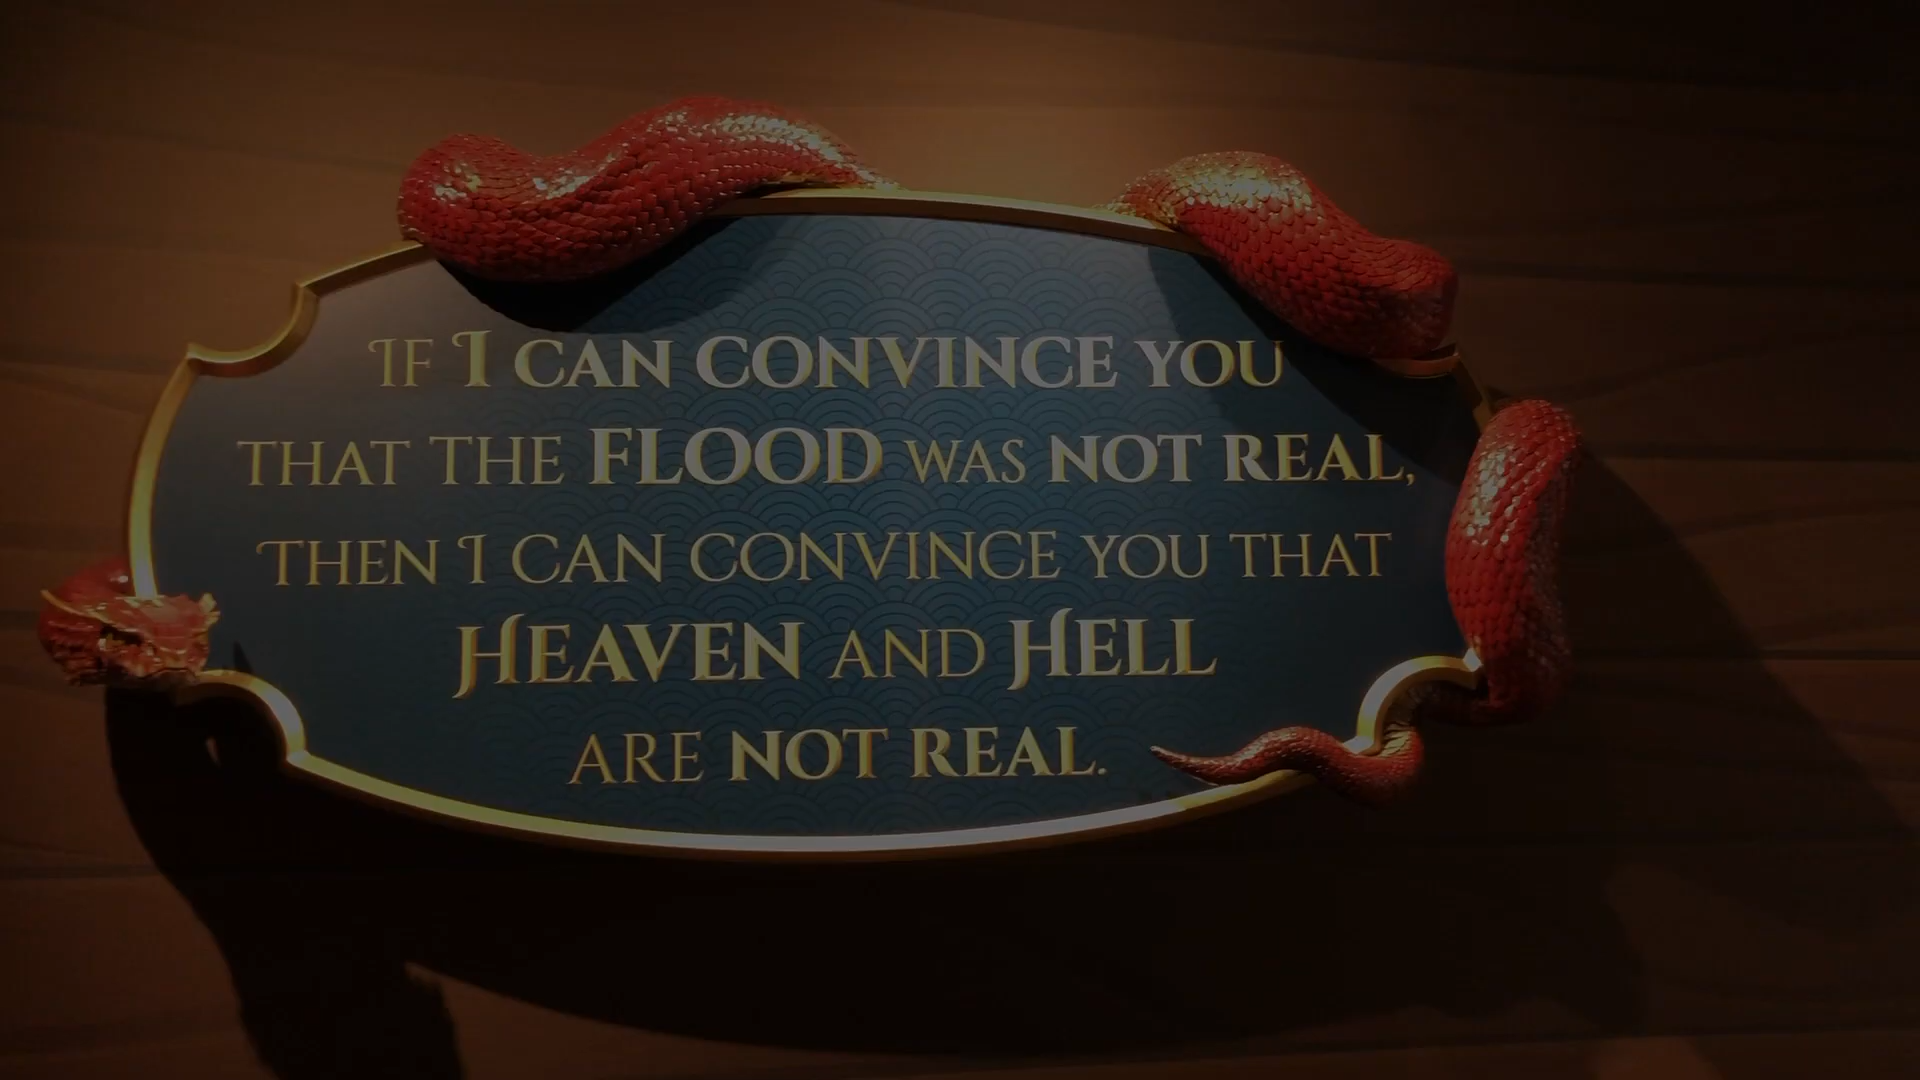 IF I CAN CONVINCE YOU
THAT THE FLOOD WAS NOT REAL,
THEN I CAN CONVINCE YOU THAT
HEAVEN AND HELL
ARE NOT REAL.